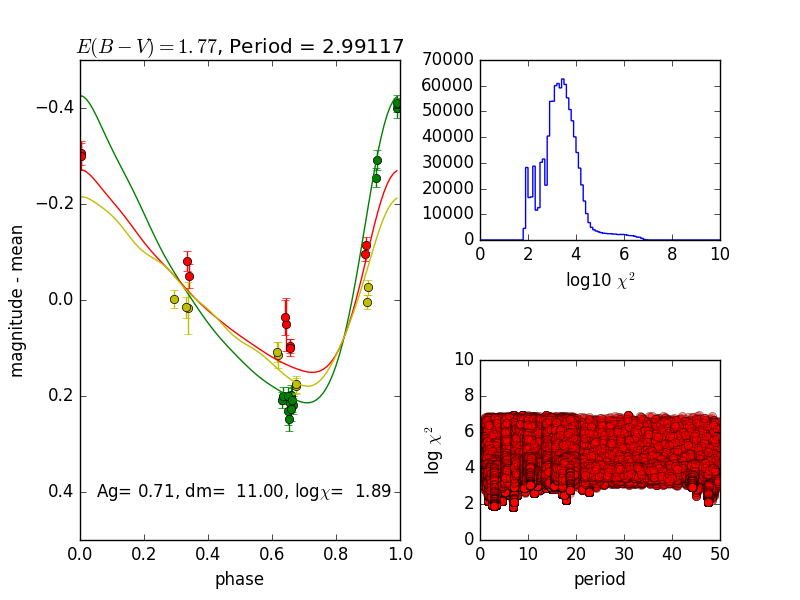 E(B − V) = 1.77, Period = 2.99117
−0.4
−0.2
0.0
0.2
0.4
magnitude - mean
0.0 0.2 0.4 0.6 0.8 1.0
phase
Ag= 0.71, dm= 11.00, logχ= 1.89
70000
60000
50000
40000
30000
20000
10000
0
0 2 4 6 8 10
log10 χ²
10
8
6
4
2
0
log χ²
0 10 20 30 40 50
period